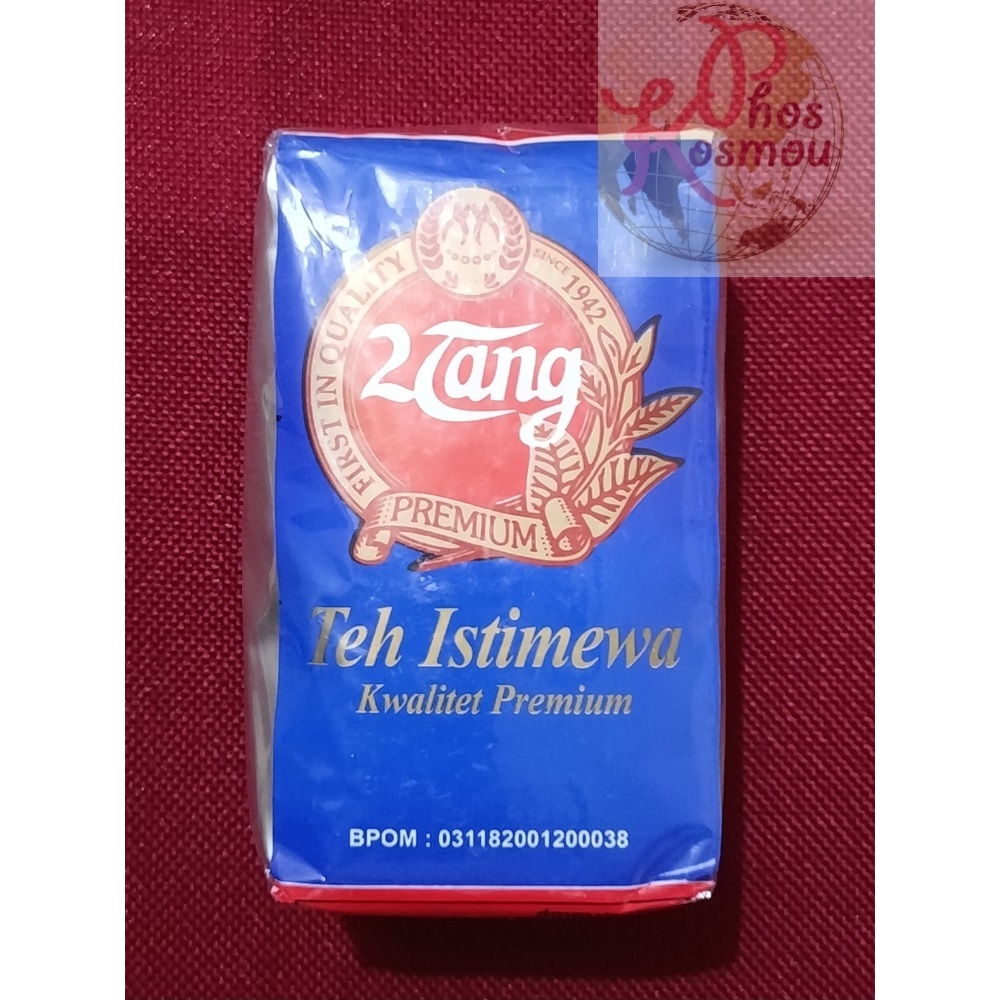 Phos
Kosmou
FIRST IN QUALITY
SINCE 1942
2Tang
PREMIUM
Teh Istimewa
Kwalitet Premium
BPOM : 031182001200038